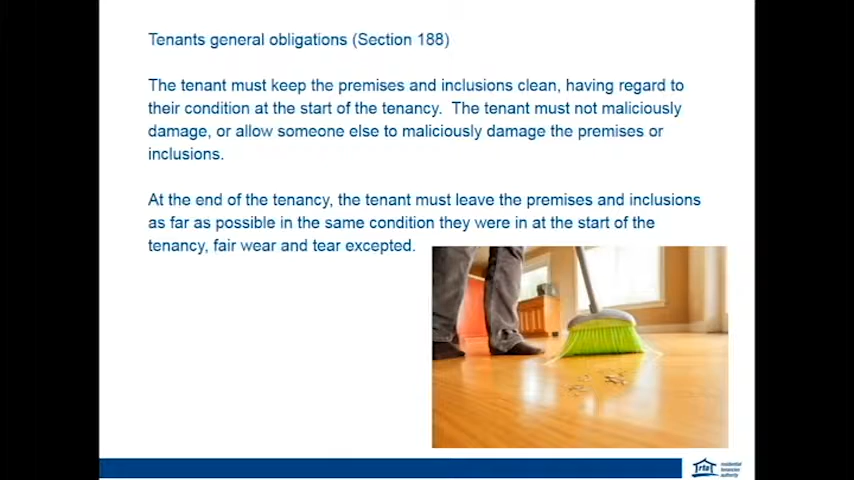 Tenants general obligations (Section 188)
The tenant must keep the premises and inclusions clean, having regard to
their condition at the start of the tenancy. The tenant must not maliciously
damage, or allow someone else to maliciously damage the premises or
inclusions.
At the end of the tenancy, the tenant must leave the premises and inclusions
as far as possible in the same condition they were in at the start of the
tenancy, fair wear and tear excepted.
rta
residential
tenancies
authority